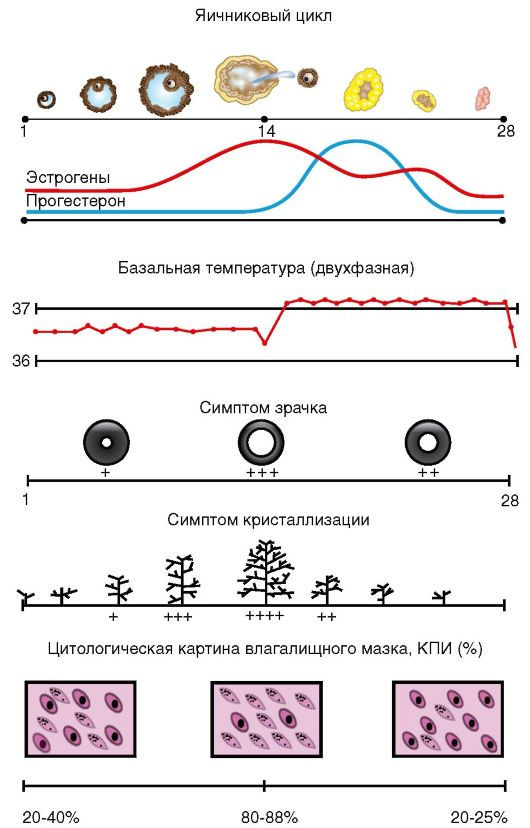 Яичниковый цикл
1 14 28
Эстрогены
Прогестерон
Базальная температура (двухфазная)
37
36
Симптом зрачка
+ +++ ++
1 28
Симптом кристаллизации
+ +++ ++++ ++
Цитологическая картина влагалищного мазка, КПИ (%)
20-40% 80-88% 20-25%